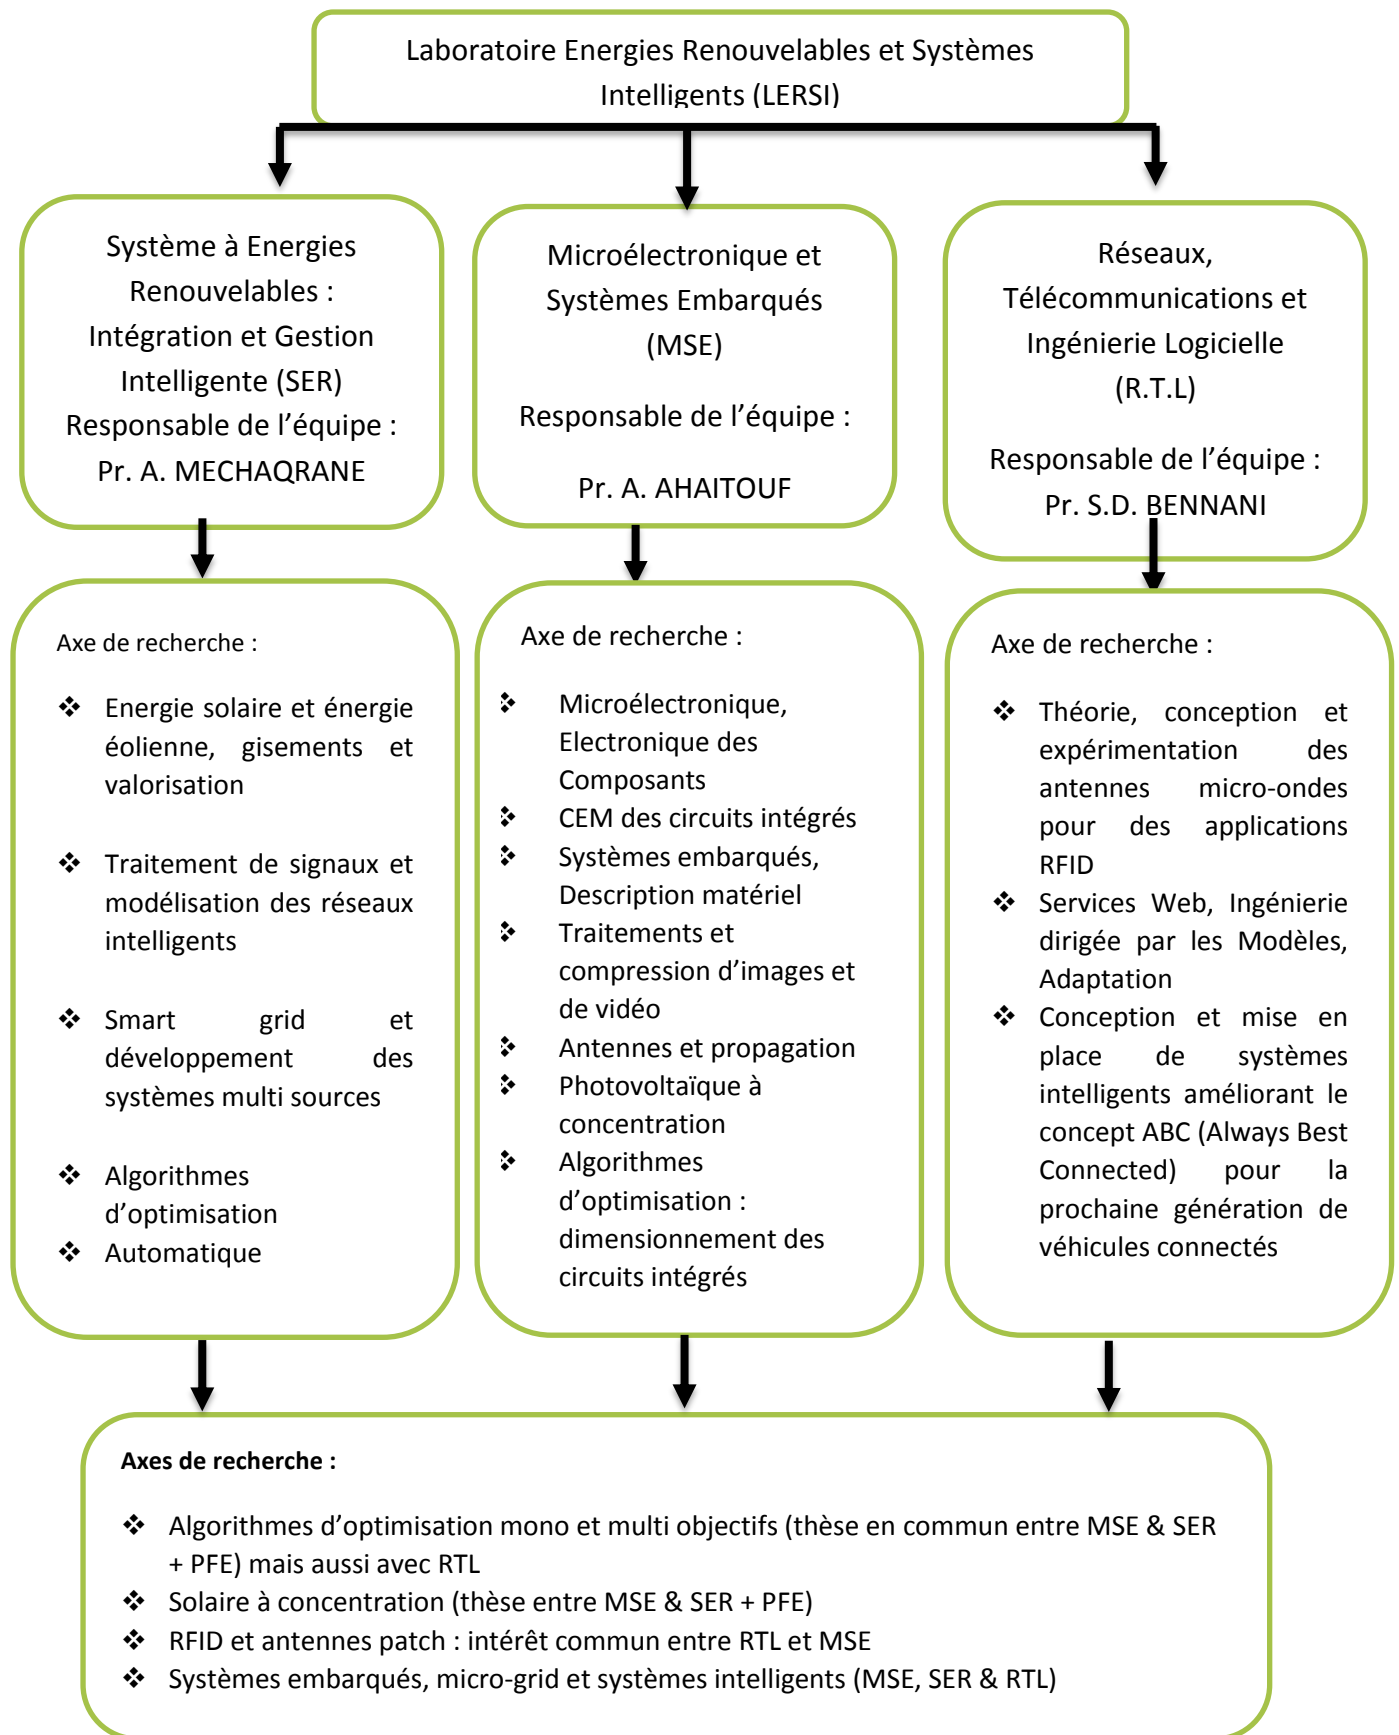 Laboratoire Energies Renouvelables et Systèmes
Intelligents (LERSI)
Système à Energies
Renouvelables :
Intégration et Gestion
Intelligente (SER)
Responsable de l’équipe :
Pr. A. MECHAQRANE
Microélectronique et
Systèmes Embarqués
(MSE)
Responsable de l’équipe :
Pr. A. AHAITOUF
Réseaux,
Télécommunications et
Ingénierie Logicielle
(R.T.L)
Responsable de l’équipe :
Pr. S.D. BENNANI
Axe de recherche :
❖ Energie solaire et énergie
éolienne, gisements et
valorisation
❖ Traitement de signaux et
modélisation des réseaux
intelligents
❖ Smart grid et
développement des
systèmes multi sources
❖ Algorithmes
d’optimisation
❖ Automatique
Axe de recherche :
❖ Microélectronique,
Electronique des
Composants
❖ CEM des circuits intégrés
❖ Systèmes embarqués,
Description matériel
❖ Traitements et
compression d’images et
de vidéo
❖ Antennes et propagation
❖ Photovoltaïque à
concentration
❖ Algorithmes
d’optimisation :
dimensionnement des
circuits intégrés
Axe de recherche :
❖ Théorie, conception et
expérimentation des
antennes micro-ondes
pour des applications
RFID
❖ Services Web, Ingénierie
dirigée par les Modèles,
Adaptation
❖ Conception et mise en
place de systèmes
intelligents améliorant le
concept ABC (Always Best
Connected) pour la
prochaine génération de
véhicules connectés
Axes de recherche :
❖ Algorithmes d’optimisation mono et multi objectifs (thèse en commun entre MSE & SER
+ PFE) mais aussi avec RTL
❖ Solaire à concentration (thèse entre MSE & SER + PFE)
❖ RFID et antennes patch : intérêt commun entre RTL et MSE
❖ Systèmes embarqués, micro-grid et systèmes intelligents (MSE, SER & RTL)